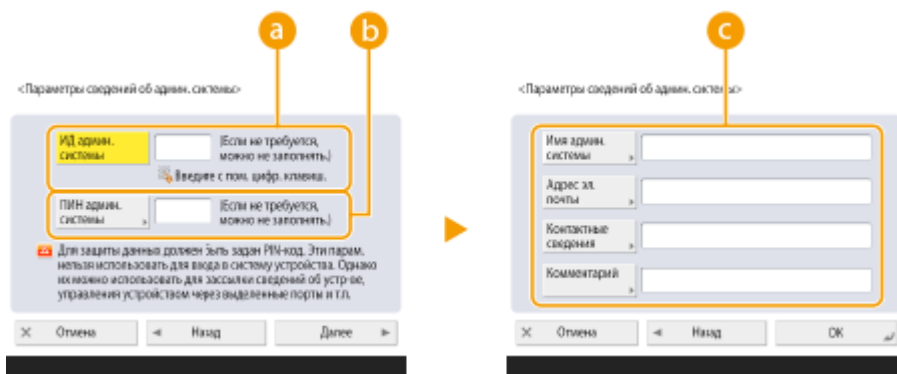 a b
<Параметры сведений об админ. системы>
ИД админ.
системы
(Если не требуется,
можно не заполнять.)
Введите с пом. цифр. клавиш.
ПИН админ.
системы
(Если не требуется,
можно не заполнять.)
Для защиты данных должен быть задан PIN-код. Эти парам.
нельзя использовать для входа в систему устройства. Однако
их можно использовать для рассылки сведений об устр-ве,
управления устройством через выделенные порты и т.п.
Отмена Назад Далее
c
<Параметры сведений об админ. системы>
Имя админ.
системы
Адрес эл.
почты
Контактные
сведения
Комментарий
Отмена Назад OK